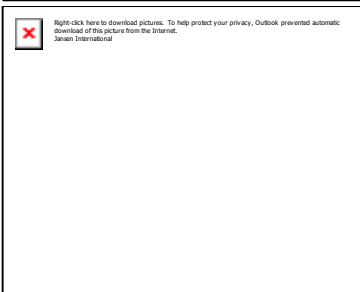 Right-click here to download pictures. To help protect your privacy, Outlook prevented automatic
download of this picture from the Internet.
Jansen International